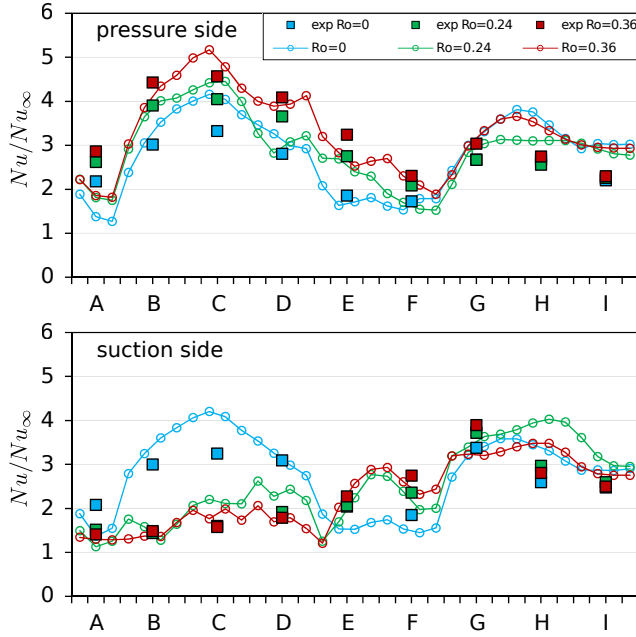 pressure side
exp Ro=0 exp Ro=0.24 exp Ro=0.36
Ro=0 Ro=0.24 Ro=0.36
Nu/Nu∞
6
5
4
3
2
1
0
A B C D E F G H I
suction side
Nu/Nu∞
6
5
4
3
2
1
0
A B C D E F G H I